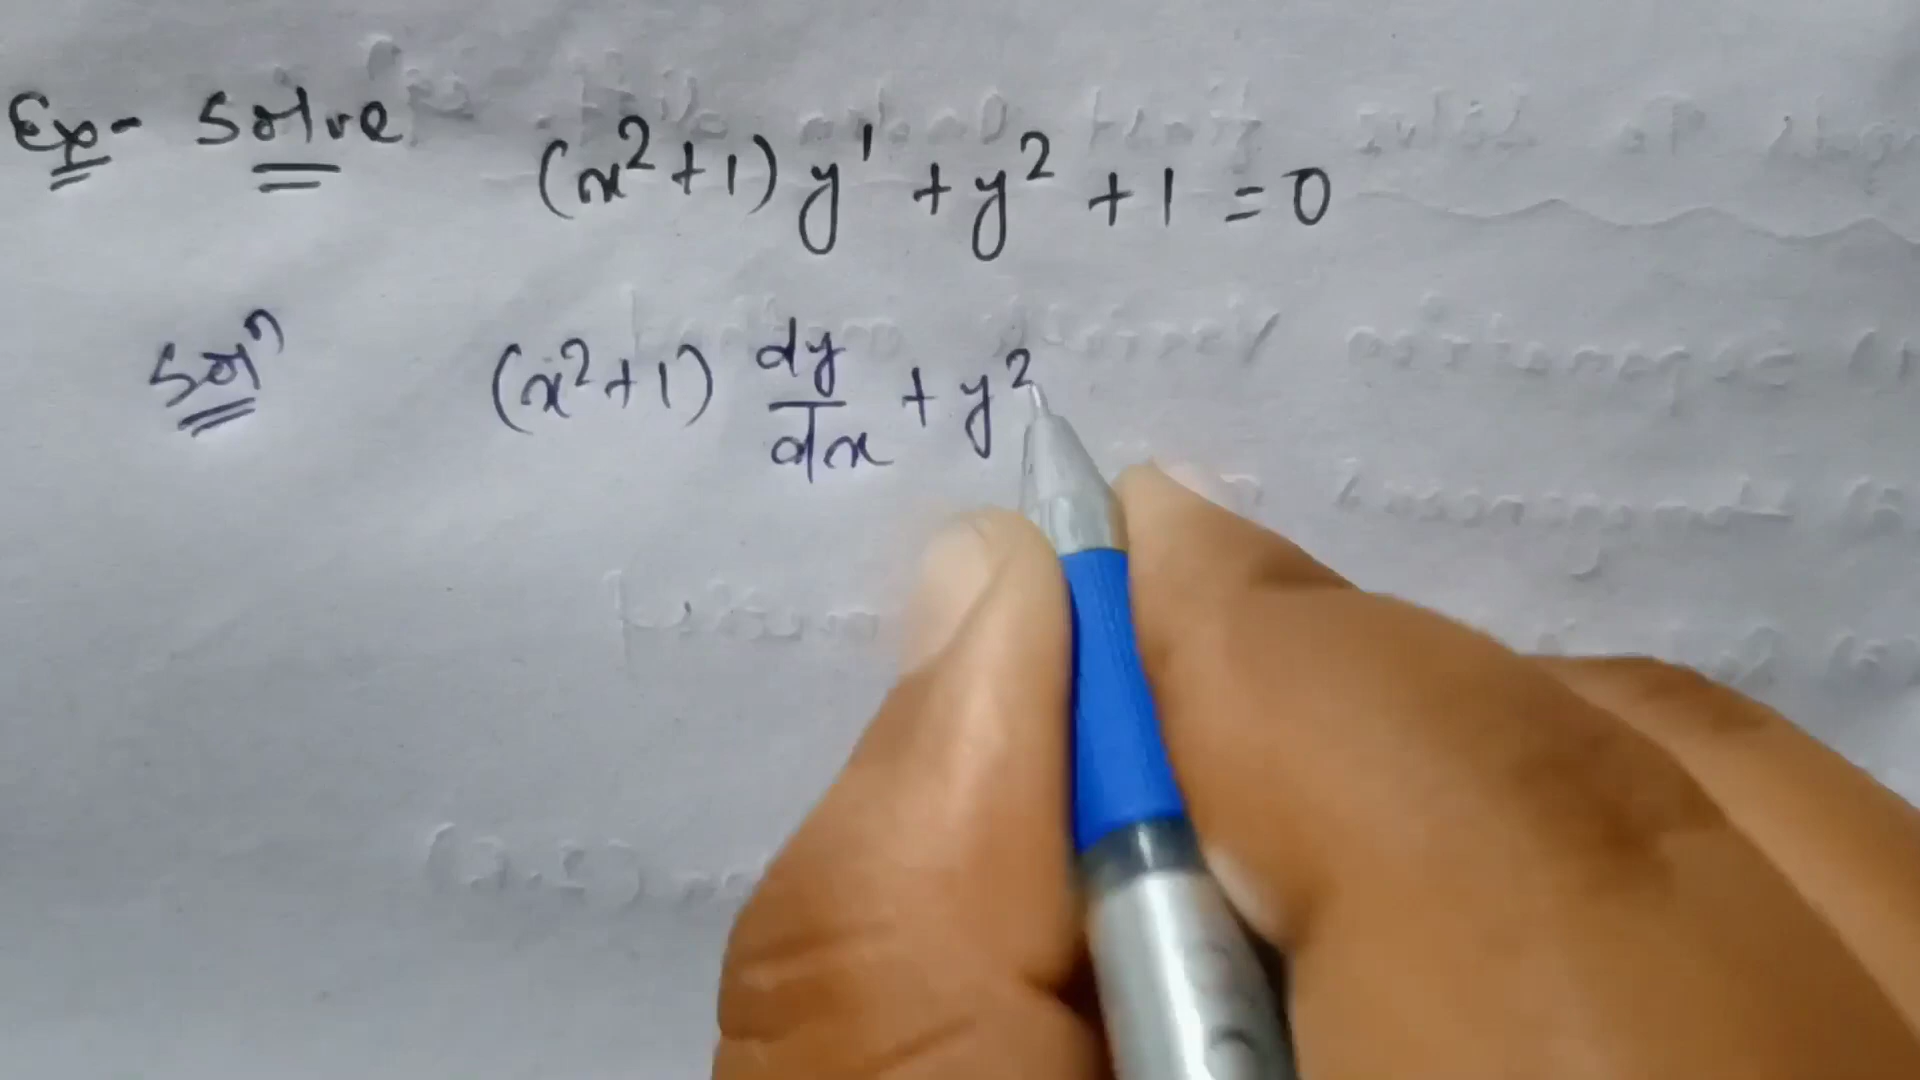 Ex- Solve (x²+1) y' + y² + 1 = 0
Solⁿ (x²+1) dy/dx + y²